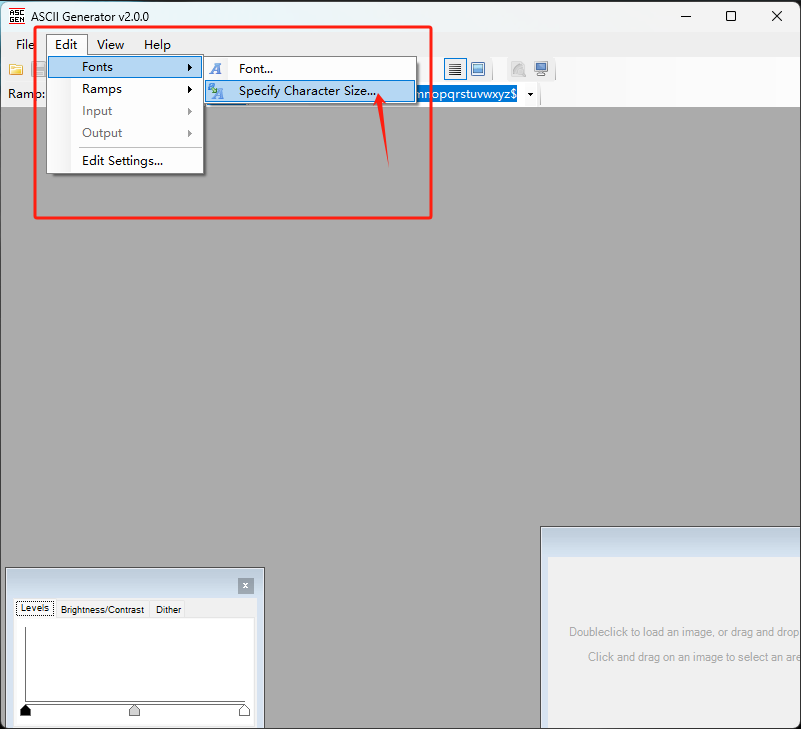 ASC
GEN
ASCII Generator v2.0.0
File Edit View Help
Fonts
Font...
Ramps
Specify Character Size...
Input
Output
Edit Settings...
Ramp:
nopqrstuvwxyz$
Levels Brightness/Contrast Dither
Doubleclick to load an image, or drag and drop
Click and drag on an image to select an are